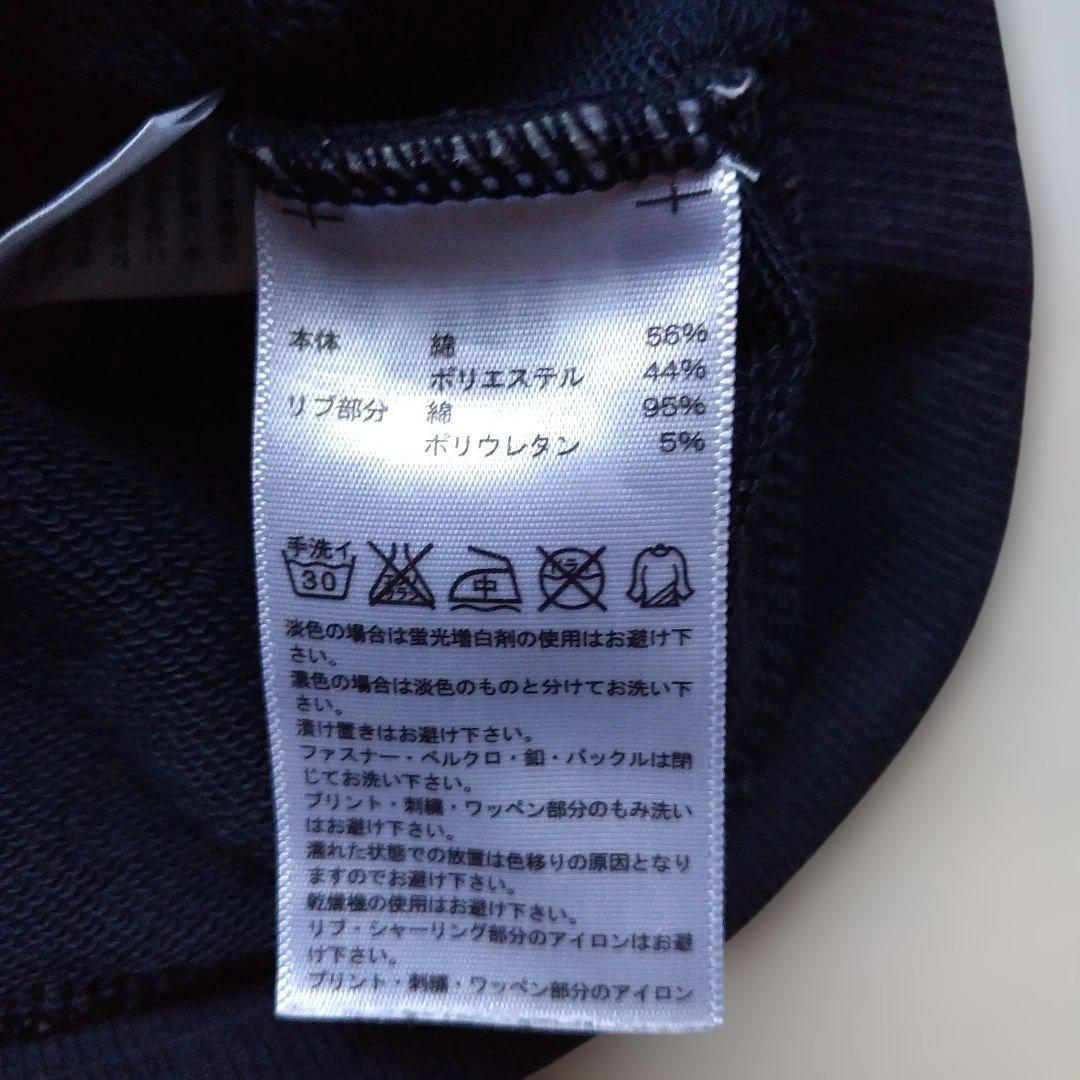 本体 綿 56%
ポリエステル 44%
リブ部分 綿 95%
ポリウレタン 5%
手洗イ
30
エンソ
サラシ
中
ドライ
淡色の場合は蛍光増白剤の使用はお避け下
さい。
濃色の場合は淡色のものと分けてお洗い下
さい。
漬け置きはお避け下さい。
ファスナー・ベルクロ・釦・バックルは閉
じてお洗い下さい。
プリント・刺繍・ワッペン部分のもみ洗い
はお避け下さい。
濡れた状態での放置は色移りの原因となり
ますのでお避け下さい。
乾燥機の使用はお避け下さい。
リブ・シャーリング部分のアイロンはお避
け下さい。
プリント・刺繍・ワッペン部分のアイロン